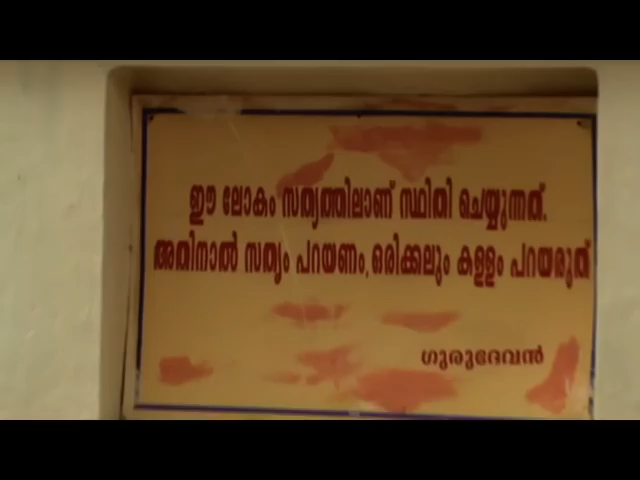 ഈ ലോകം സത്യത്തിലാണ് സ്ഥിതി ചെയ്യുന്നത്.
അതിനാൽ സത്യം പറയണം, ഒരിക്കലും കള്ളം പറയരുത്
ഗുരുദേവൻ